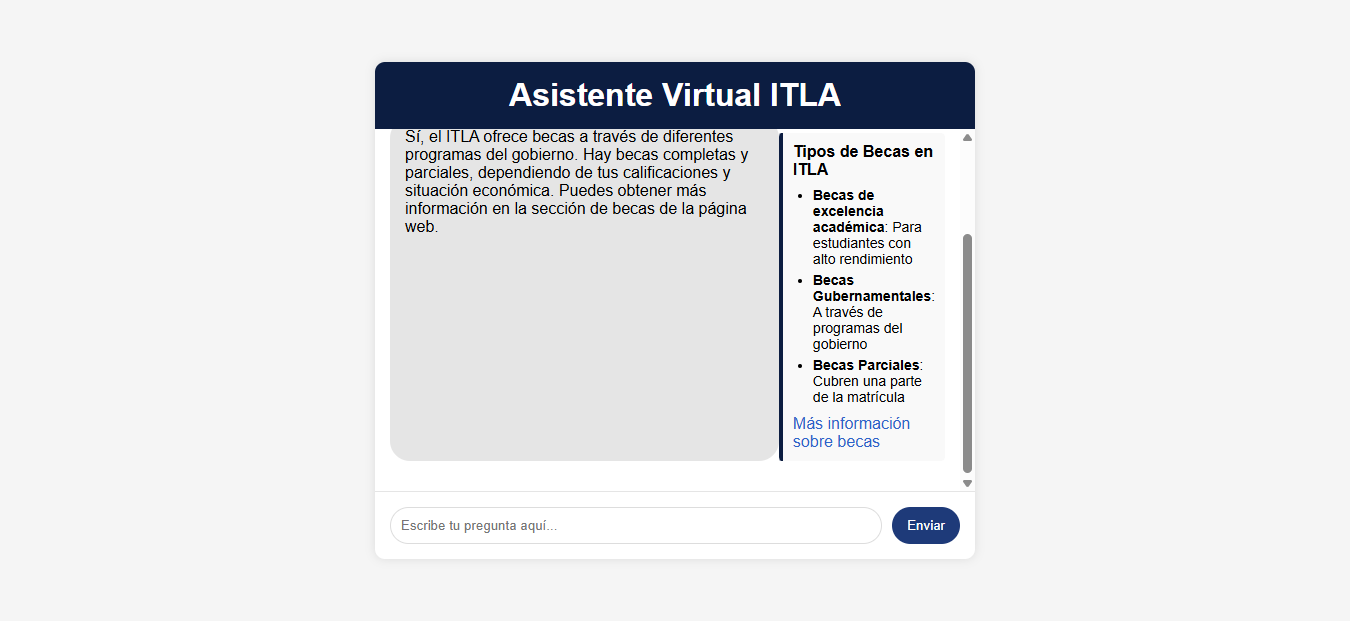 Asistente Virtual ITLA
Sí, el ITLA ofrece becas a través de diferentes
programas del gobierno. Hay becas completas y
parciales, dependiendo de tus calificaciones y
situación económica. Puedes obtener más
información en la sección de becas de la página
web.
Tipos de Becas en
ITLA
• Becas de
excelencia
académica: Para
estudiantes con
alto rendimiento
• Becas
Gubernamentales:
A través de
programas del
gobierno
• Becas Parciales:
Cubren una parte
de la matrícula
Más información
sobre becas
Escribe tu pregunta aquí...
Enviar